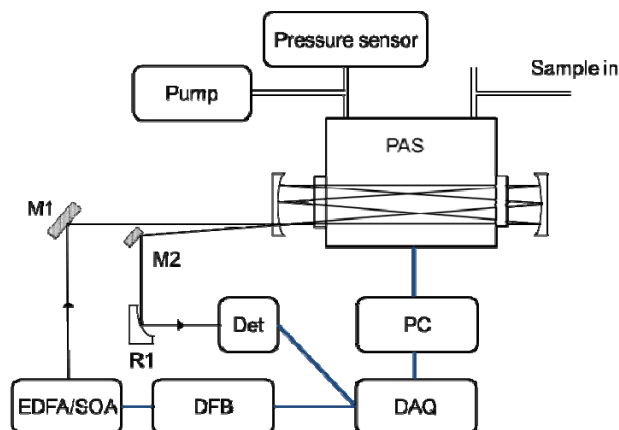 Pressure sensor
Sample in
Pump
PAS
M1
M2
R1
Det
PC
EDFA/SOA
DFB
DAQ